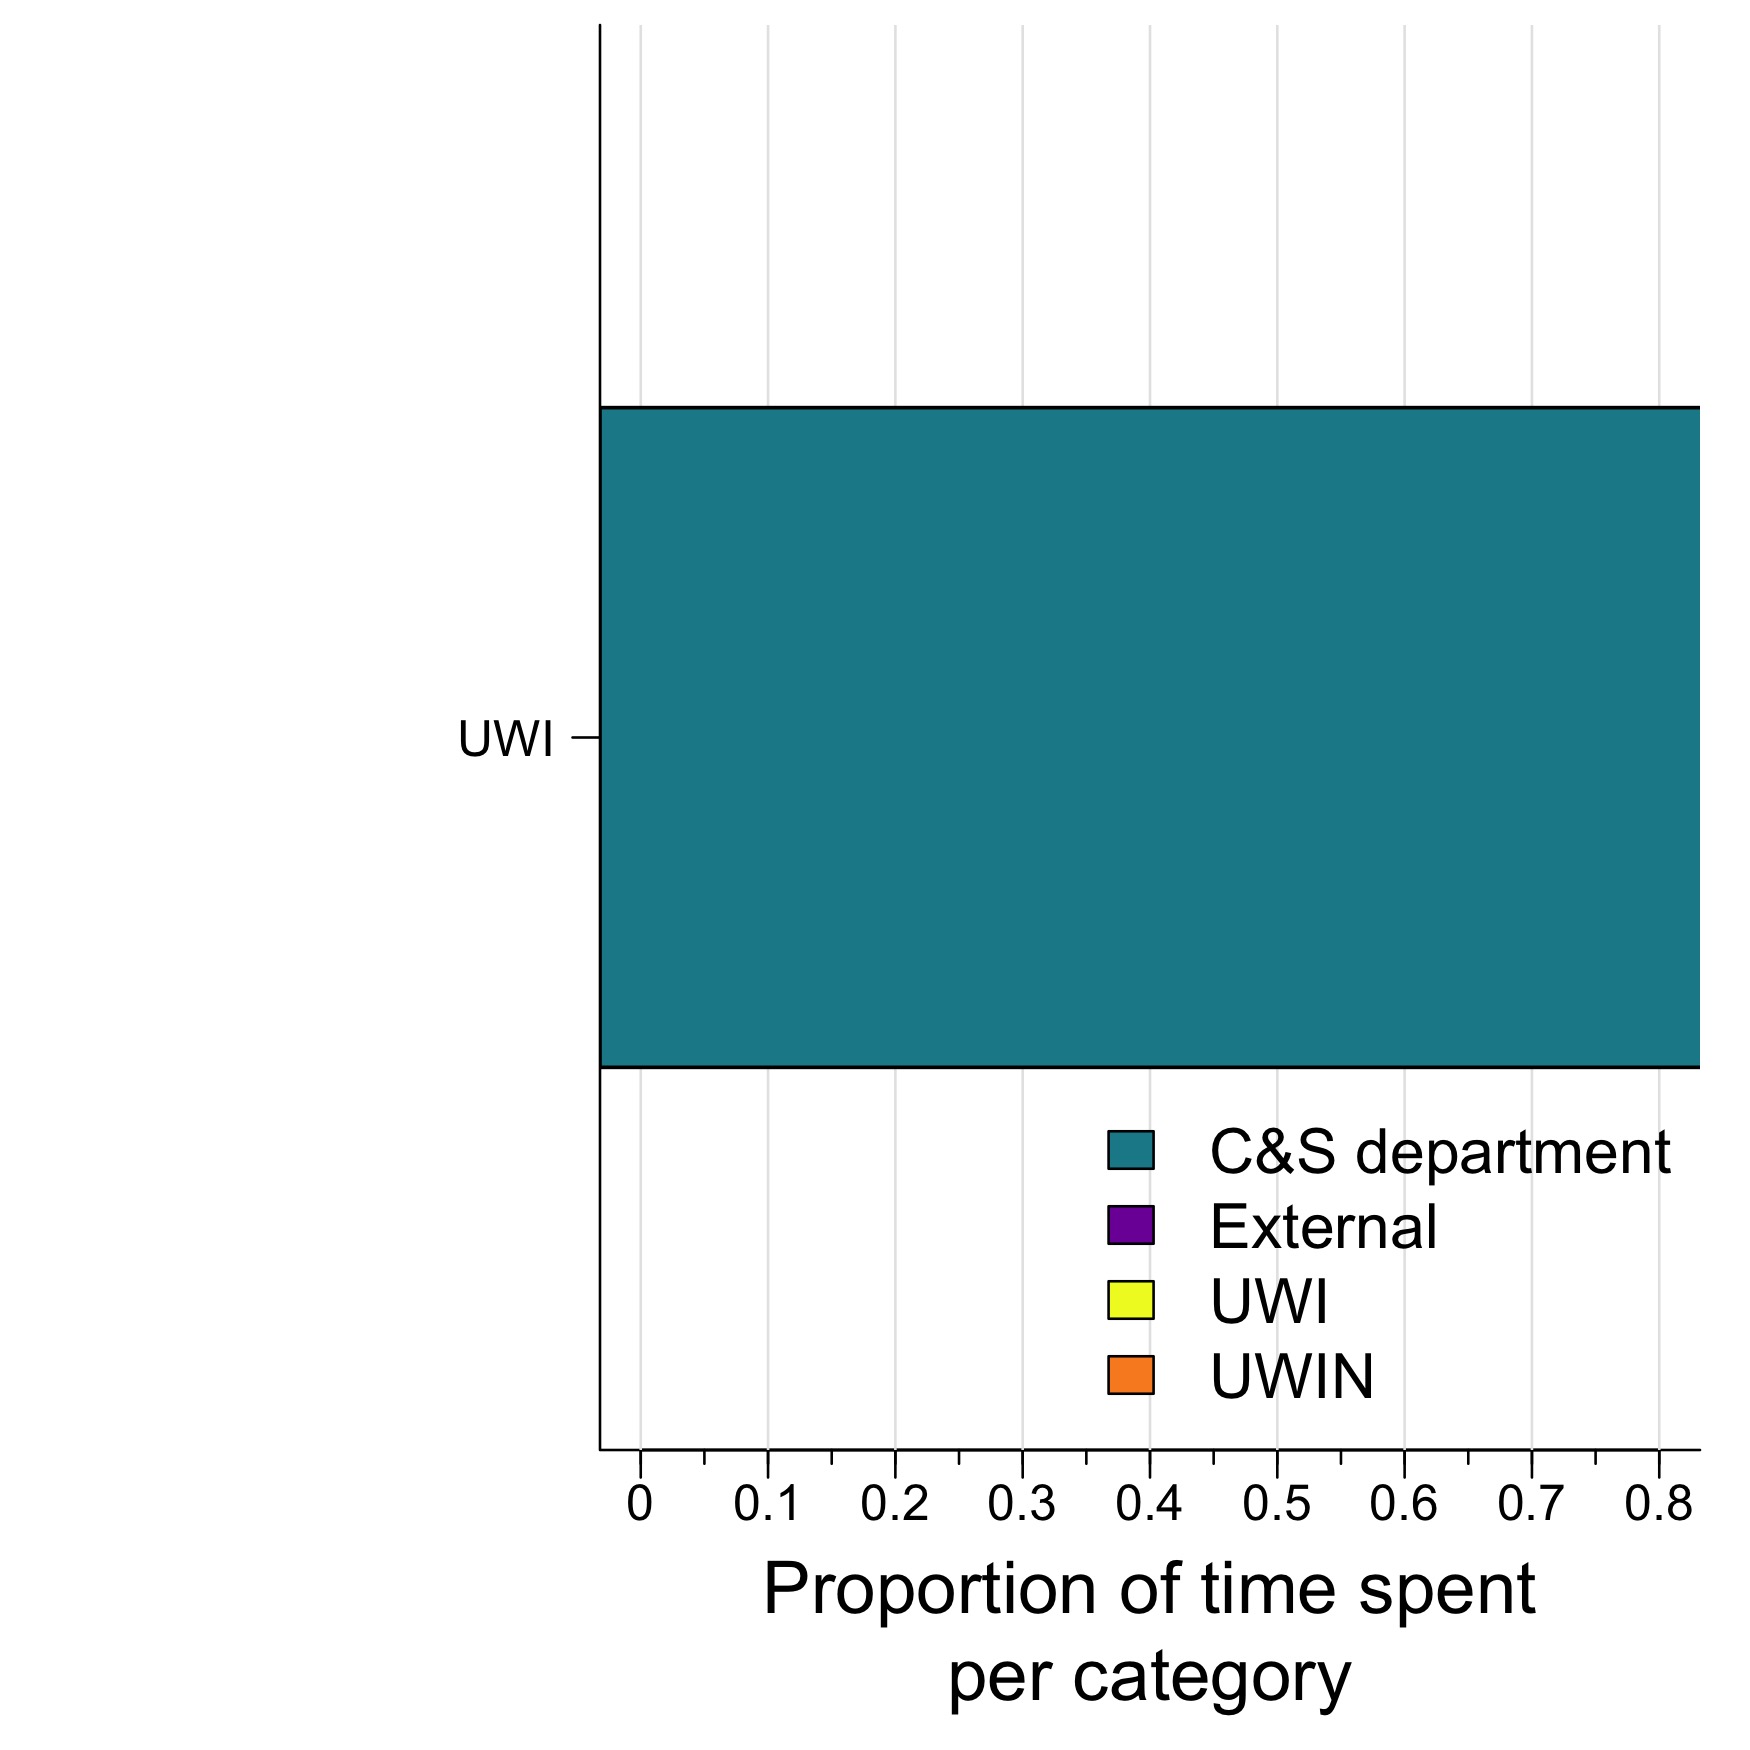 UWI
C&S department
External
UWI
UWIN
0 0.1 0.2 0.3 0.4 0.5 0.6 0.7 0.8
Proportion of time spent
per category